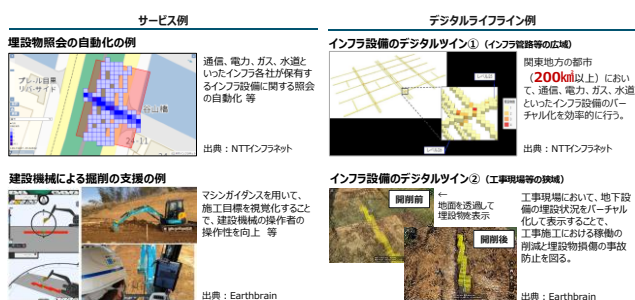 サービス例
埋設物照会の自動化の例
プレール目黒
リバーサイド
谷山橋
24-11
通信、電力、ガス、水道と
いったインフラ各社が保有す
るインフラ設備に関する照会
の自動化 等
出典：NTTインフラネット
建設機械による掘削の支援の例
マシンガイダンスを用いて、
施工目標を視覚化すること
で、建設機械の操作者の
操作性を向上 等
出典：Earthbrain
デジタルライフライン例
インフラ設備のデジタルツイン①（インフラ管路等の広域）
関東地方の都市
（200㎢以上）におい
て、通信、電力、ガス、水道
といったインフラ設備のバー
チャル化を効率的に行う。
出典：NTTインフラネット
インフラ設備のデジタルツイン②（工事現場等の狭域）
開削前
←
地面を透過して
埋設物を表示
開削後
工事現場において、地下設
備の埋設状況をバーチャル
化して表示することで、
工事施工における稼働の
削減と埋設物損傷の事故
防止を図る。
出典：Earthbrain